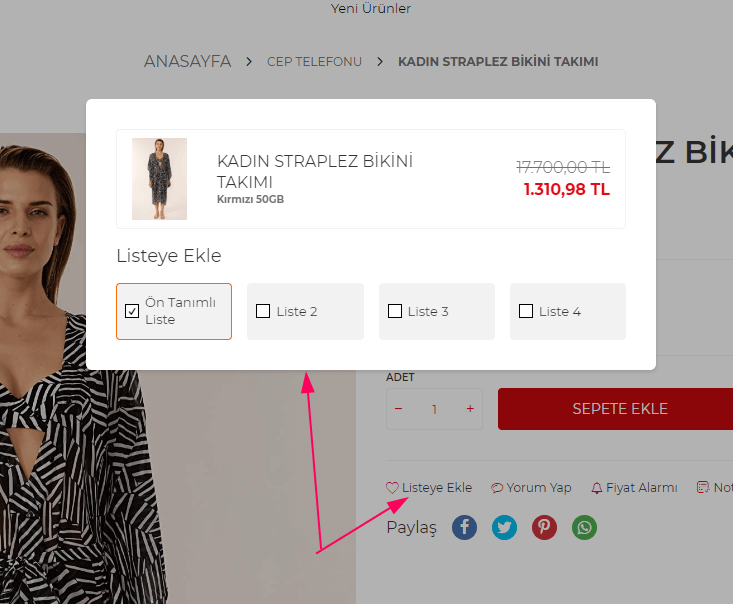 Yeni Ürünler
ANASAYFA > CEP TELEFONU > KADIN STRAPLEZ BİKİNİ TAKIMI
Z BİK
KADIN STRAPLEZ BİKİNİ
TAKIMI
Kırmızı 50GB
17.700,00 TL
1.310,98 TL
Listeye Ekle
Ön Tanımlı
Liste
Liste 2
Liste 3
Liste 4
ADET
− 1 +
SEPETE EKLE
Listeye Ekle
Yorum Yap
Fiyat Alarmı
Not
Paylaş